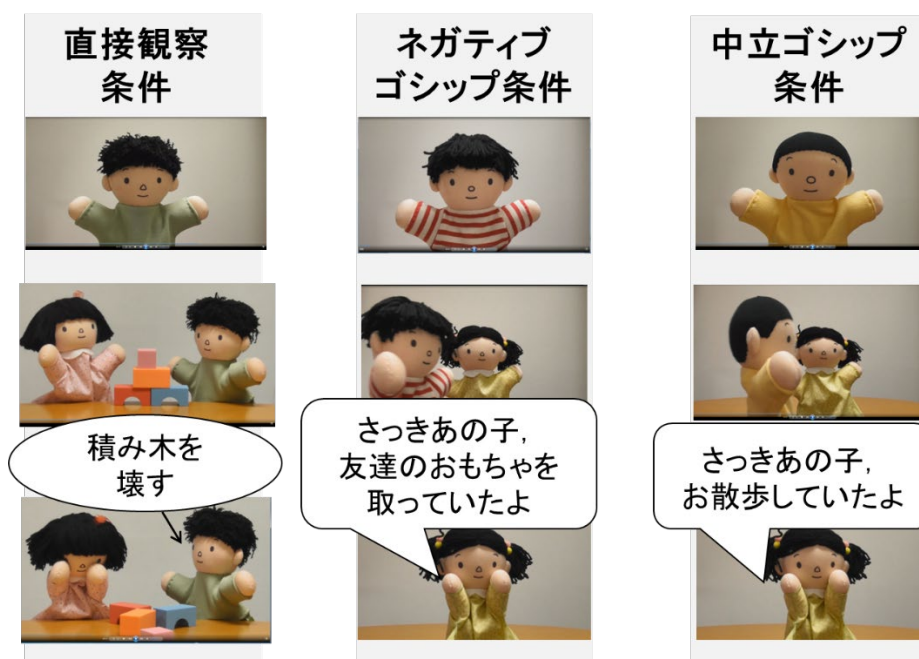 直接観察
条件
ネガティブ
ゴシップ条件
中立ゴシップ
条件
積み木を
壊す
さっきあの子,
友達のおもちゃを
取っていたよ
さっきあの子,
お散歩していたよ